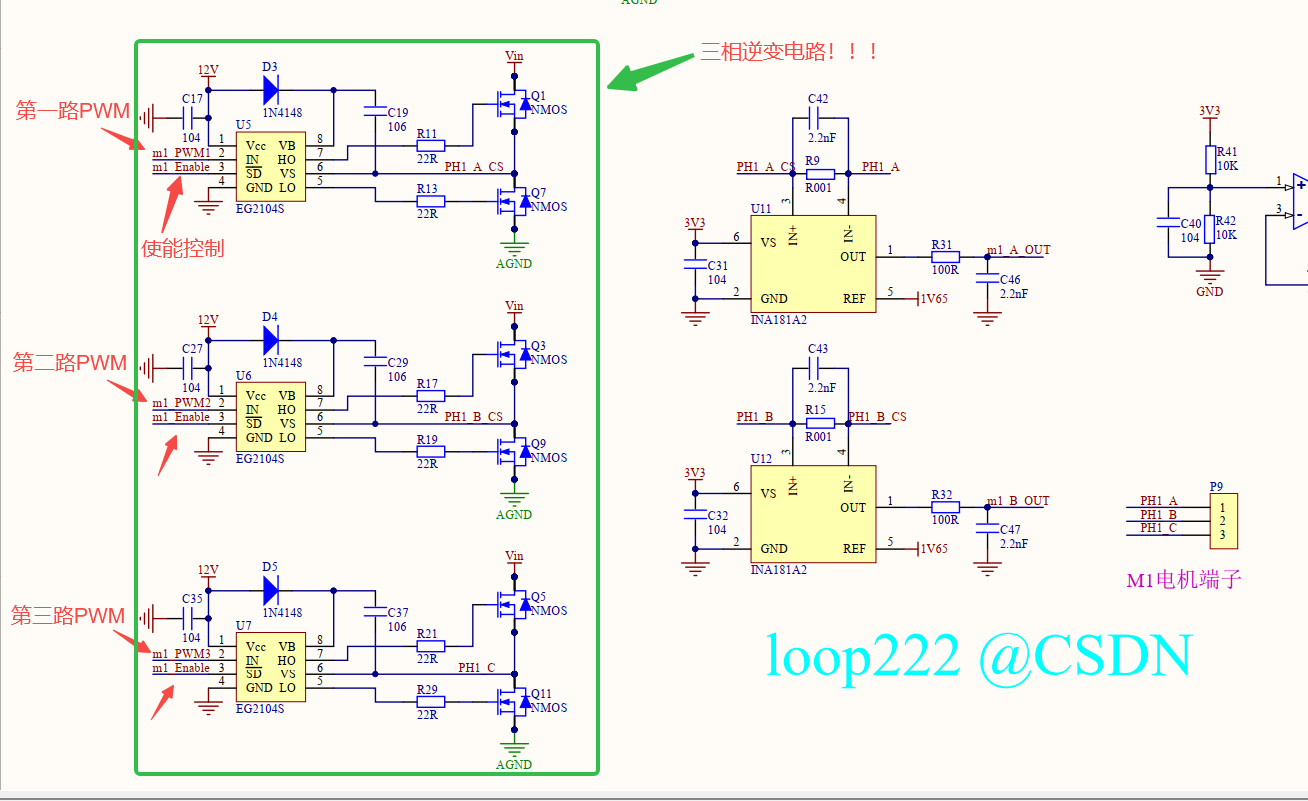 AGND
三相逆变电路！！！
第一路PWM
12V
D3
1N4148
C17
104
U5
m1_PWM1
m1_Enable
1
2
3
4
Vcc
IN
SD
GND
VB
HO
VS
LO
8
7
6
5
EG2104S
C19
106
R11
22R
R13
22R
PH1_A_CS
Vin
Q1
NMOS
Q7
NMOS
AGND
使能控制
第二路PWM
12V
D4
1N4148
C27
104
U6
m1_PWM2
m1_Enable
1
2
3
4
Vcc
IN
SD
GND
VB
HO
VS
LO
8
7
6
5
EG2104S
C29
106
R17
22R
R19
22R
PH1_B_CS
Vin
Q3
NMOS
Q9
NMOS
AGND
第三路PWM
12V
D5
1N4148
C35
104
U7
m1_PWM3
m1_Enable
1
2
3
4
Vcc
IN
SD
GND
VB
HO
VS
LO
8
7
6
5
EG2104S
C37
106
R21
22R
R29
22R
PH1_C
Vin
Q5
NMOS
Q11
NMOS
AGND
C42
2.2nF
PH1_A_CS
R9
R001
PH1_A
U11
3
4
3V3
6
VS
IN+
IN-
OUT
1
C31
104
2
GND
REF
5
1V65
INA181A2
R31
100R
m1_A_OUT
C46
2.2nF
C43
2.2nF
PH1_B
R15
R001
PH1_B_CS
U12
3
4
3V3
6
VS
IN+
IN-
OUT
1
C32
104
2
GND
REF
5
1V65
INA181A2
R32
100R
m1_B_OUT
C47
2.2nF
3V3
R41
10K
1
3
+
-
C40
104
R42
10K
GND
P9
PH1_A
PH1_B
PH1_C
1
2
3
M1电机端子
loop222 @CSDN